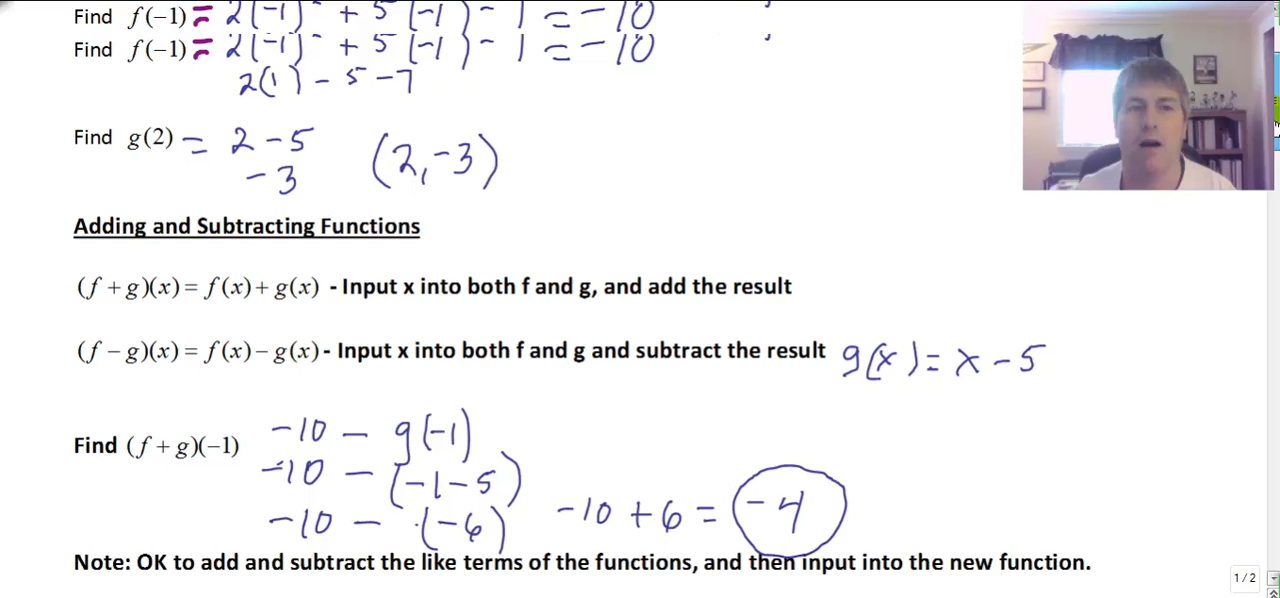 Find f(−1) = 2(-1) + 5(-1) - 1 = -10
Find f(−1) = 2(-1) + 5(-1) - 1 = -10
2(1) - 5 - 7
Find g(2) = 2 - 5
-3 (2,-3)
Adding and Subtracting Functions
(f + g)(x) = f(x) + g(x) - Input x into both f and g, and add the result
(f − g)(x) = f(x) − g(x) - Input x into both f and g and subtract the result g(x) = x - 5
Find (f + g)(−1) -10 - g(-1)
-10 - (-1-5)
-10 - (-6) -10 + 6 = -4
Note: OK to add and subtract the like terms of the functions, and then input into the new function.
1 / 2